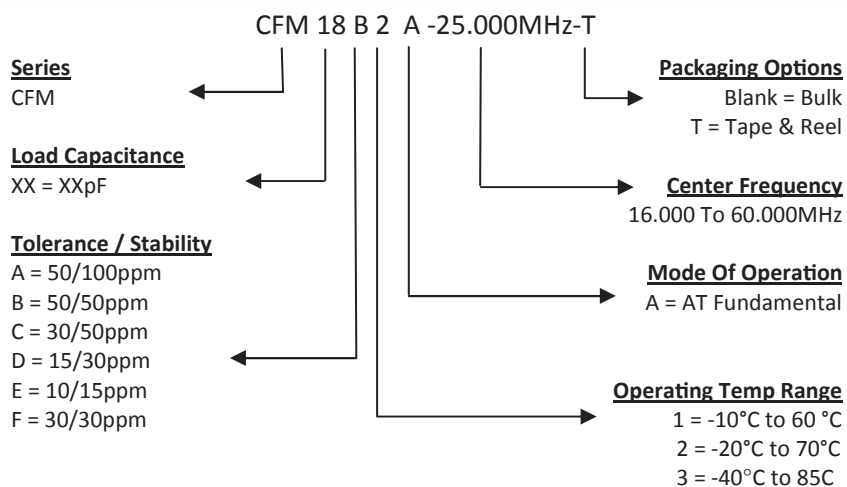 CFM 18 B 2 A -25.000MHz-T
Series
CFM
Load Capacitance
XX = XXpF
Tolerance / Stability
A = 50/100ppm
B = 50/50ppm
C = 30/50ppm
D = 15/30ppm
E = 10/15ppm
F = 30/30ppm
Packaging Options
Blank = Bulk
T = Tape & Reel
Center Frequency
16.000 To 60.000MHz
Mode Of Operation
A = AT Fundamental
Operating Temp Range
1 = -10°C to 60 °C
2 = -20°C to 70°C
3 = -40°C to 85C